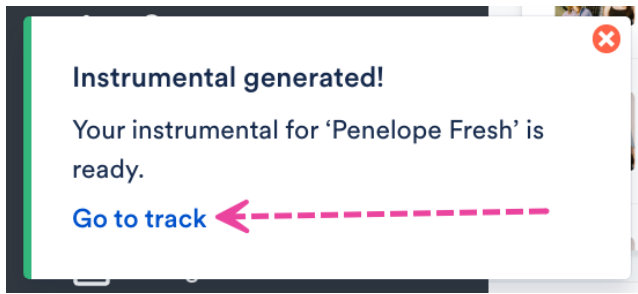 Instrumental generated!
Your instrumental for ‘Penelope Fresh’ is
ready.
Go to track